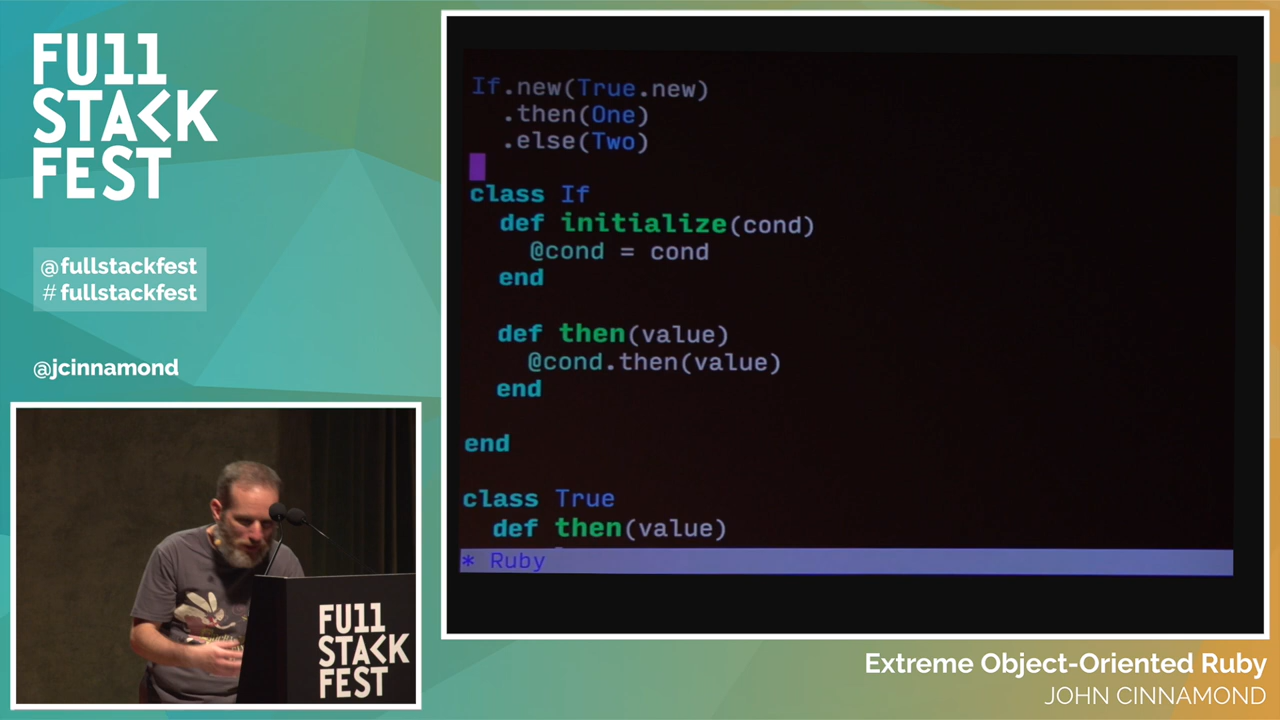 FU11
STACK
FEST
@fullstackfest
# fullstackfest
@jcinnamond
If.new(True.new)
  .then(One)
  .else(Two)
class If
  def initialize(cond)
    @cond = cond
  end
  def then(value)
    @cond.then(value)
  end
end
class True
  def then(value)
* Ruby
FU11
STACK
FEST
Extreme Object-Oriented Ruby
JOHN CINNAMOND